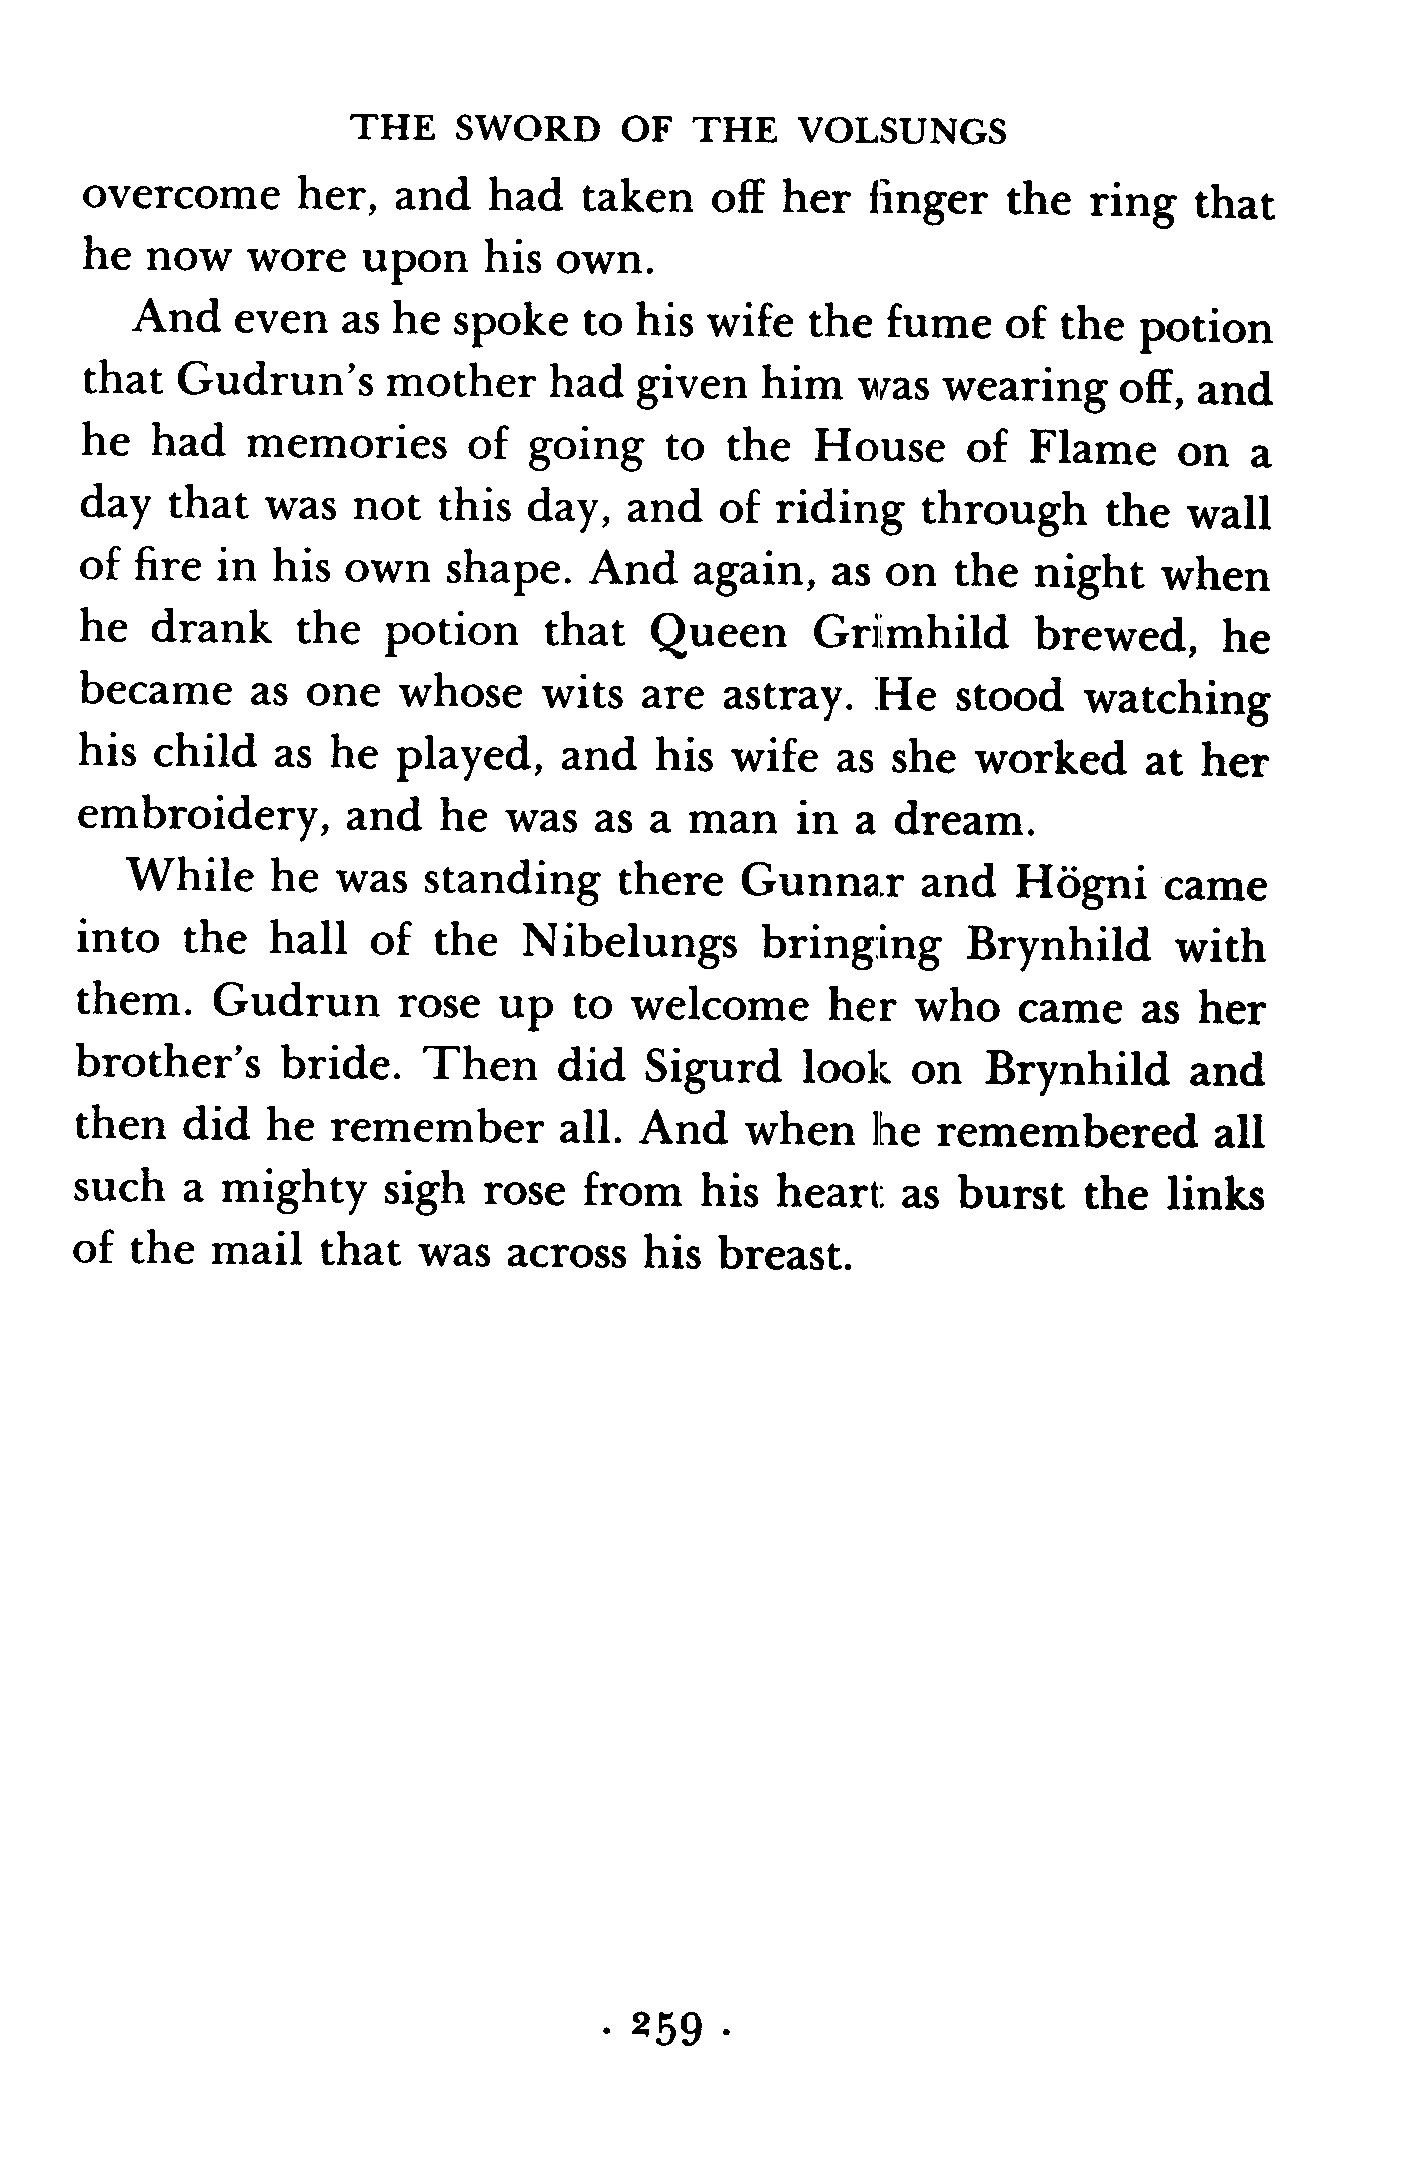 THE SWORD OF THE VOLSUNGS
overcome her, and had taken off her finger the ring that
he now wore upon his own.
And even as he spoke to his wife the fume of the potion
that Gudrun's mother had given him was wearing off, and
he had memories of going to the House of Flame on a
day that was not this day, and of riding through the wall
of fire in his own shape. And again, as on the night when
he drank the potion that Queen Grimhild brewed, he
became as one whose wits are astray. He stood watching
his child as he played, and his wife as she worked at her
embroidery, and he was as a man in a dream.
While he was standing there Gunnar and Högni came
into the hall of the Nibelungs bringing Brynhild with
them. Gudrun rose up to welcome her who came as her
brother's bride. Then did Sigurd look on Brynhild and
then did he remember all. And when he remembered all
such a mighty sigh rose from his heart as burst the links
of the mail that was across his breast.
· 259 ·